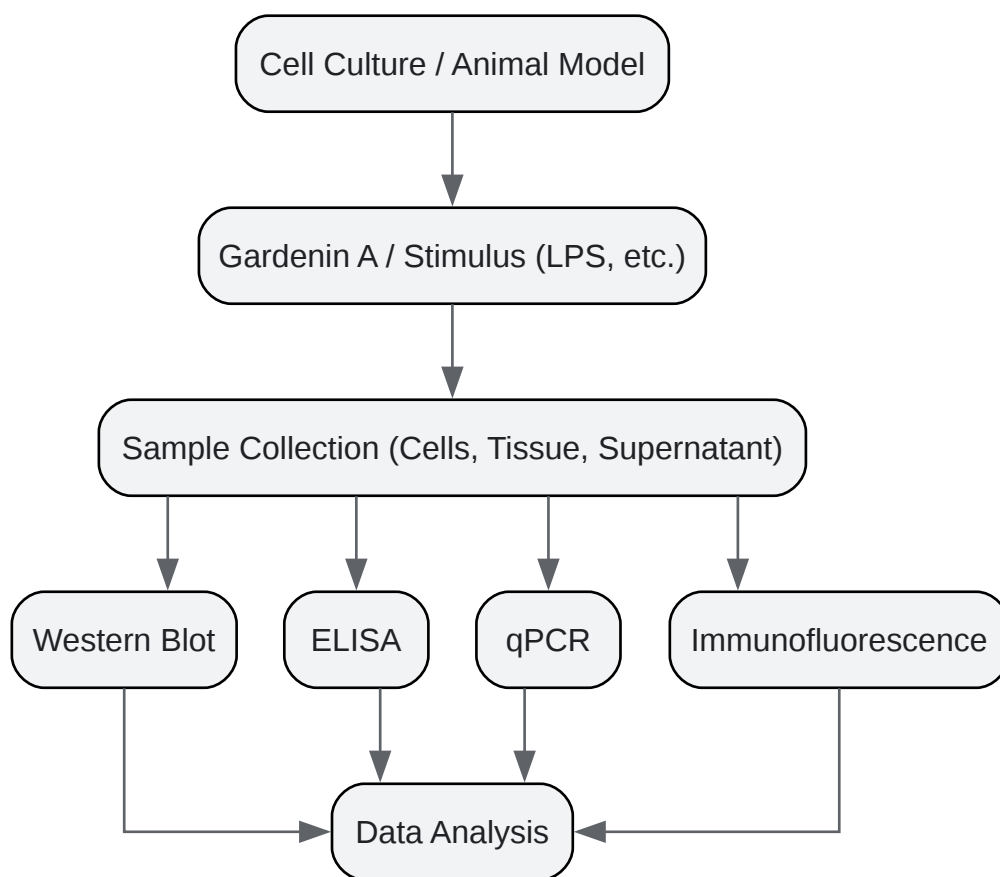 Cell Culture / Animal Model
Gardenin A / Stimulus (LPS, etc.)
Sample Collection (Cells, Tissue, Supernatant)
Western Blot
ELISA
qPCR
Immunofluorescence
Data Analysis